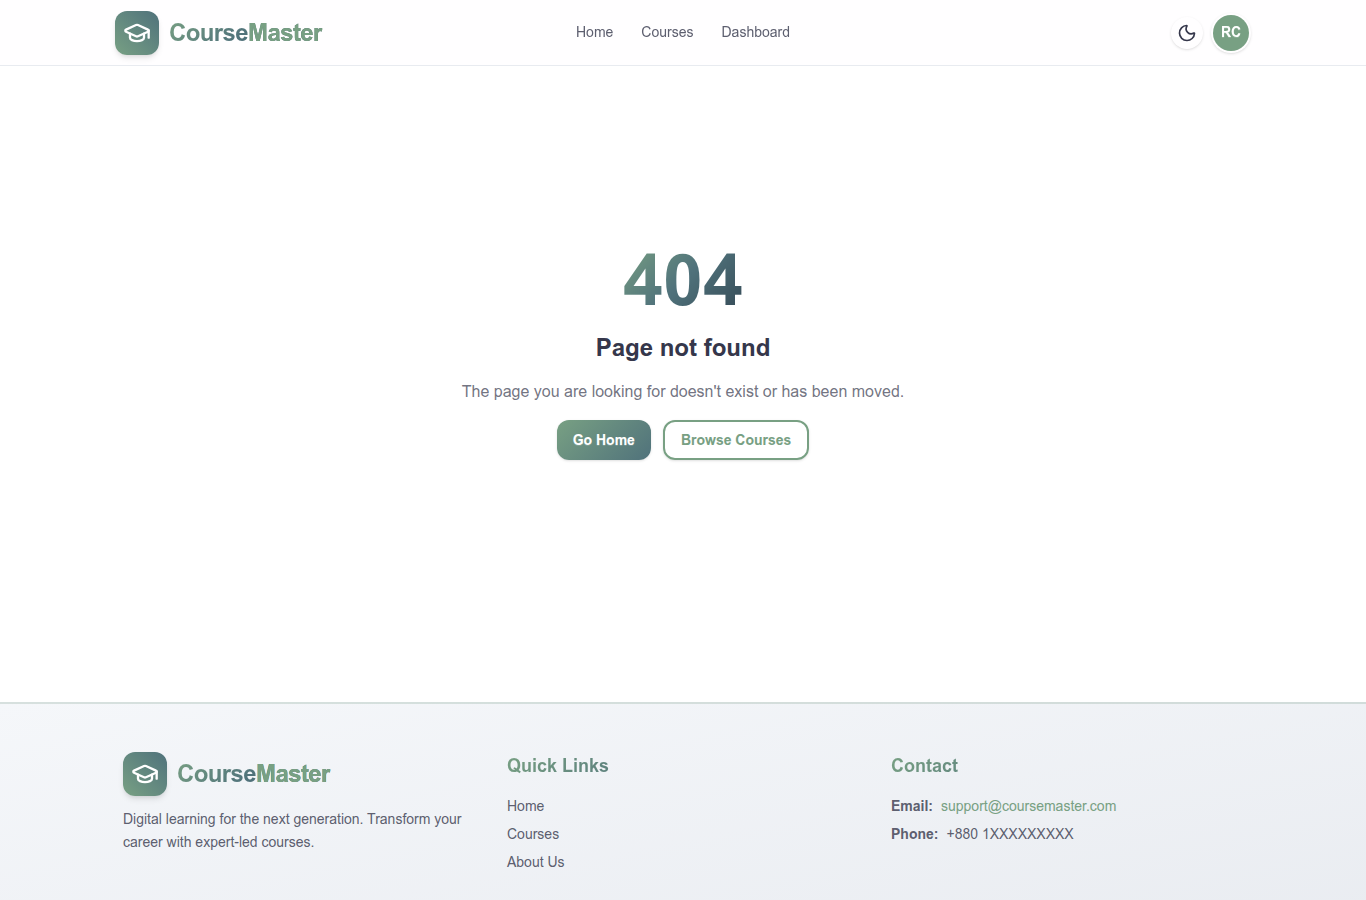 CourseMaster
Home Courses Dashboard
RC
404
Page not found
The page you are looking for doesn't exist or has been moved.
Go Home Browse Courses
CourseMaster
Digital learning for the next generation. Transform your
career with expert-led courses.
Quick Links
Home
Courses
About Us
Contact
Email: support@coursemaster.com
Phone: +880 1XXXXXXXXX